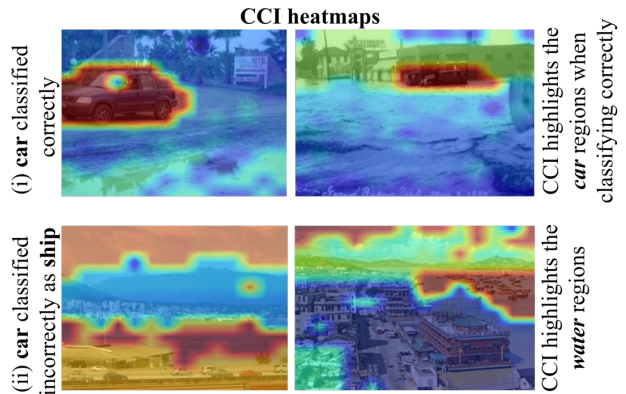 CCI heatmaps
(i) car classified
correctly
CCI highlights the
car regions when
classifying correctly
(ii) car classified
incorrectly as ship
CCI highlights the
water regions